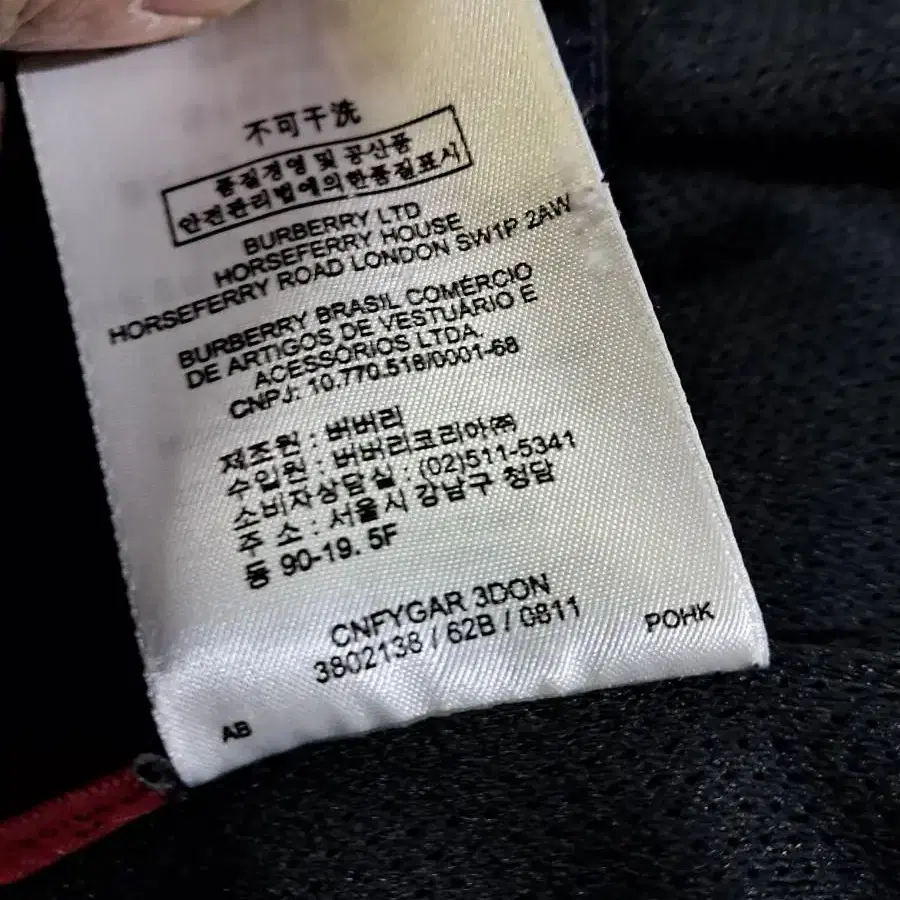 不可干洗
품질경영 및 공산품
안전관리법에의한품질표시
BURBERRY LTD
HORSEFERRY HOUSE
HORSEFERRY ROAD LONDON SW1P 2AW
BURBERRY BRASIL COMÉRCIO
DE ARTIGOS DE VESTUÁRIO E
ACESSÓRIOS LTDA
CNPJ: 10.770.518/0001-68
제조원 : 버버리
수입원 : 버버리코리아㈜
소비자상담실 : (02)511-5341
주 소 : 서울시 강남구 청담
동 90-19. 5F
CNFYGAR 3DON
3802138 / 62B / 0811
POHK
AB